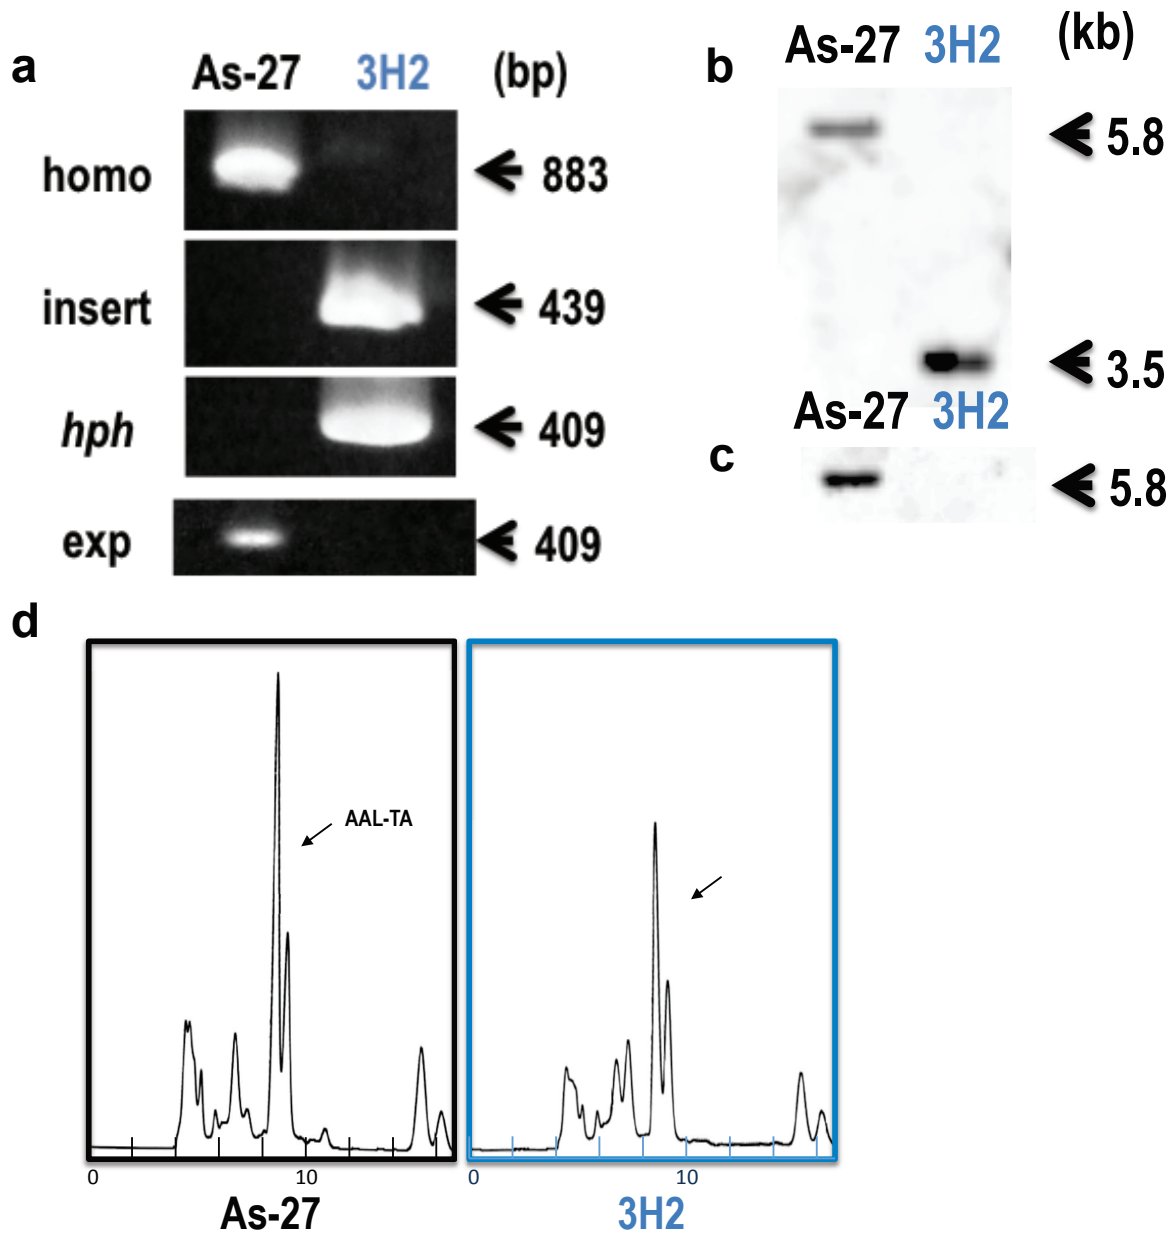 a
As-27 3H2 (bp)
homo 883
insert 439
hph 409
exp 409
b
As-27 3H2 (kb)
5.8
3.5
As-27 3H2
c
5.8
d
AAL-TA
0 10
As-27
0 10
3H2